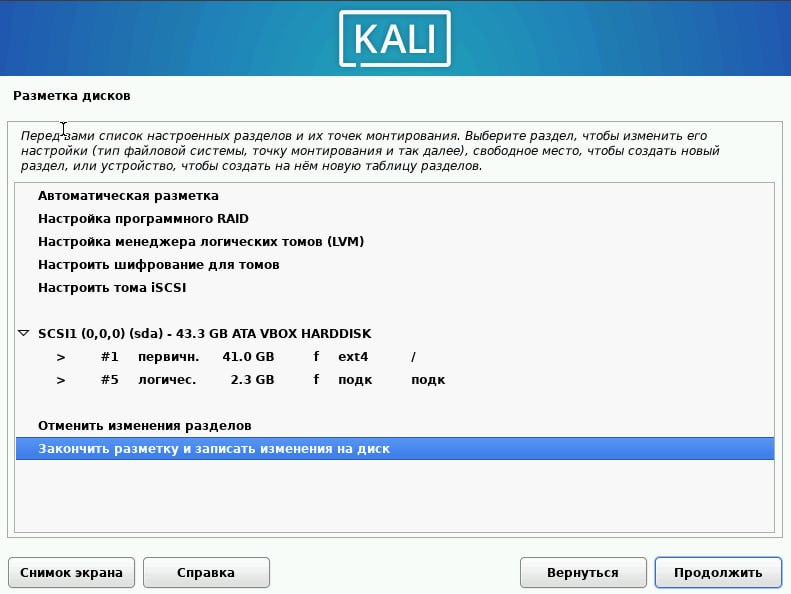 KALI
Разметка дисков
Перед вами список настроенных разделов и их точек монтирования. Выберите раздел, чтобы изменить его
настройки (тип файловой системы, точку монтирования и так далее), свободное место, чтобы создать новый
раздел, или устройство, чтобы создать на нём новую таблицу разделов.
Автоматическая разметка
Настройка программного RAID
Настройка менеджера логических томов (LVM)
Настроить шифрование для томов
Настроить тома iSCSI
SCSI1 (0,0,0) (sda) - 43.3 GB ATA VBOX HARDDISK
> #1 первичн. 41.0 GB f ext4 /
> #5 логичес. 2.3 GB f подк подк
Отменить изменения разделов
Закончить разметку и записать изменения на диск
Снимок экрана Справка Вернуться Продолжить